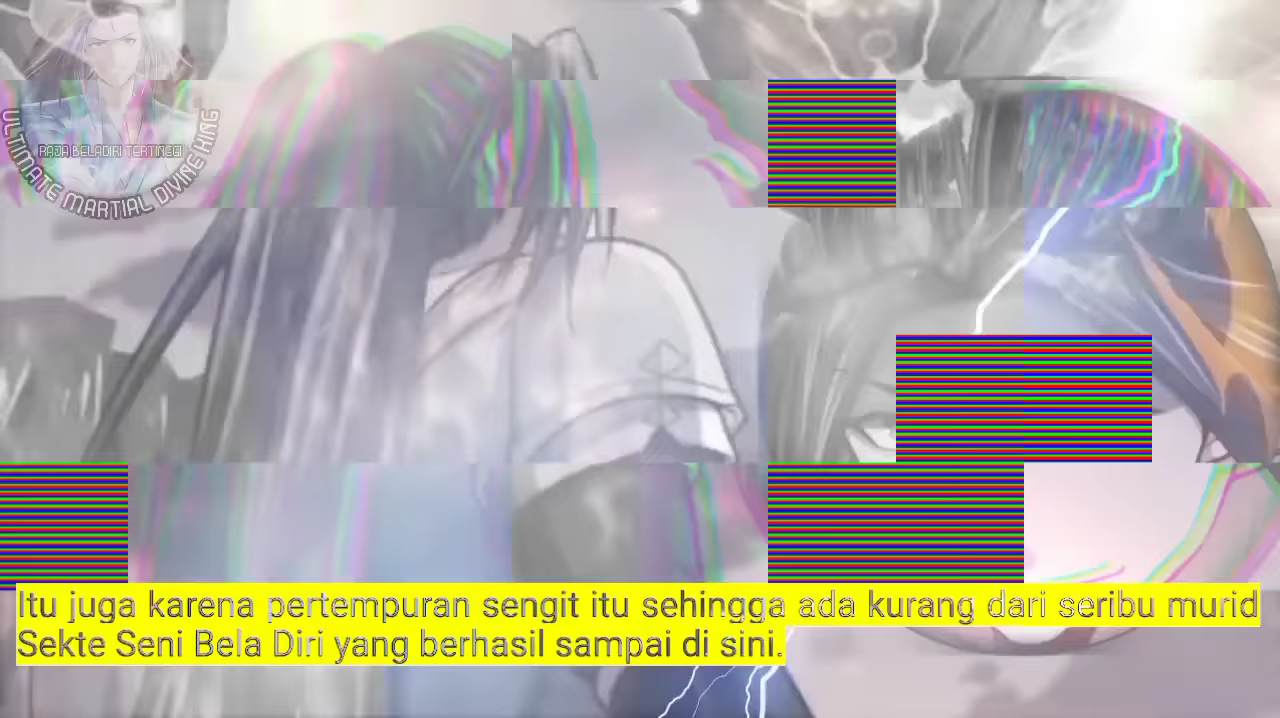 RAJA BELADIRI TERTINGGI
ULTIMATE MARTIAL DIVINE KING
Itu juga karena pertempuran sengit itu sehingga ada kurang dari seribu murid
Sekte Seni Bela Diri yang berhasil sampai di sini.